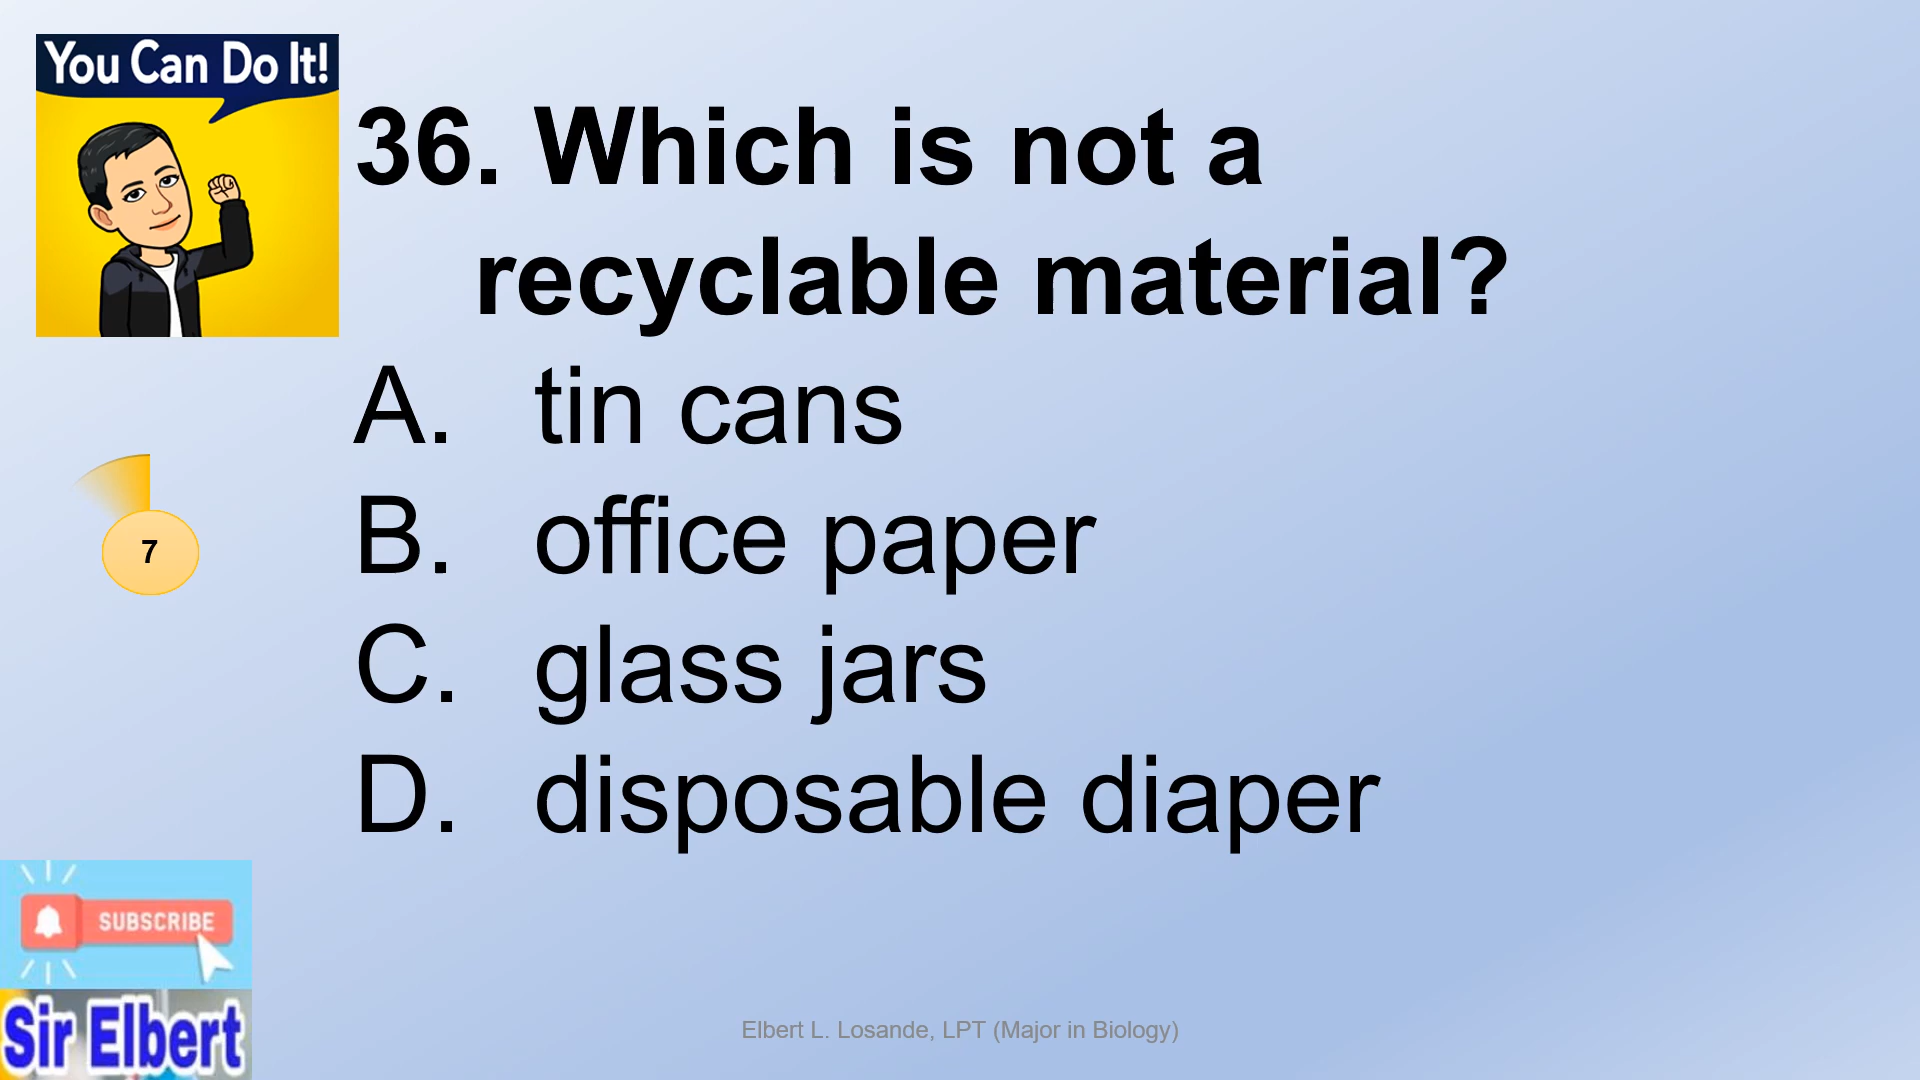 You Can Do It!
36. Which is not a
recyclable material?
A. tin cans
B. office paper
C. glass jars
D. disposable diaper
7
SUBSCRIBE
Sir Elbert
Elbert L. Losande, LPT (Major in Biology)